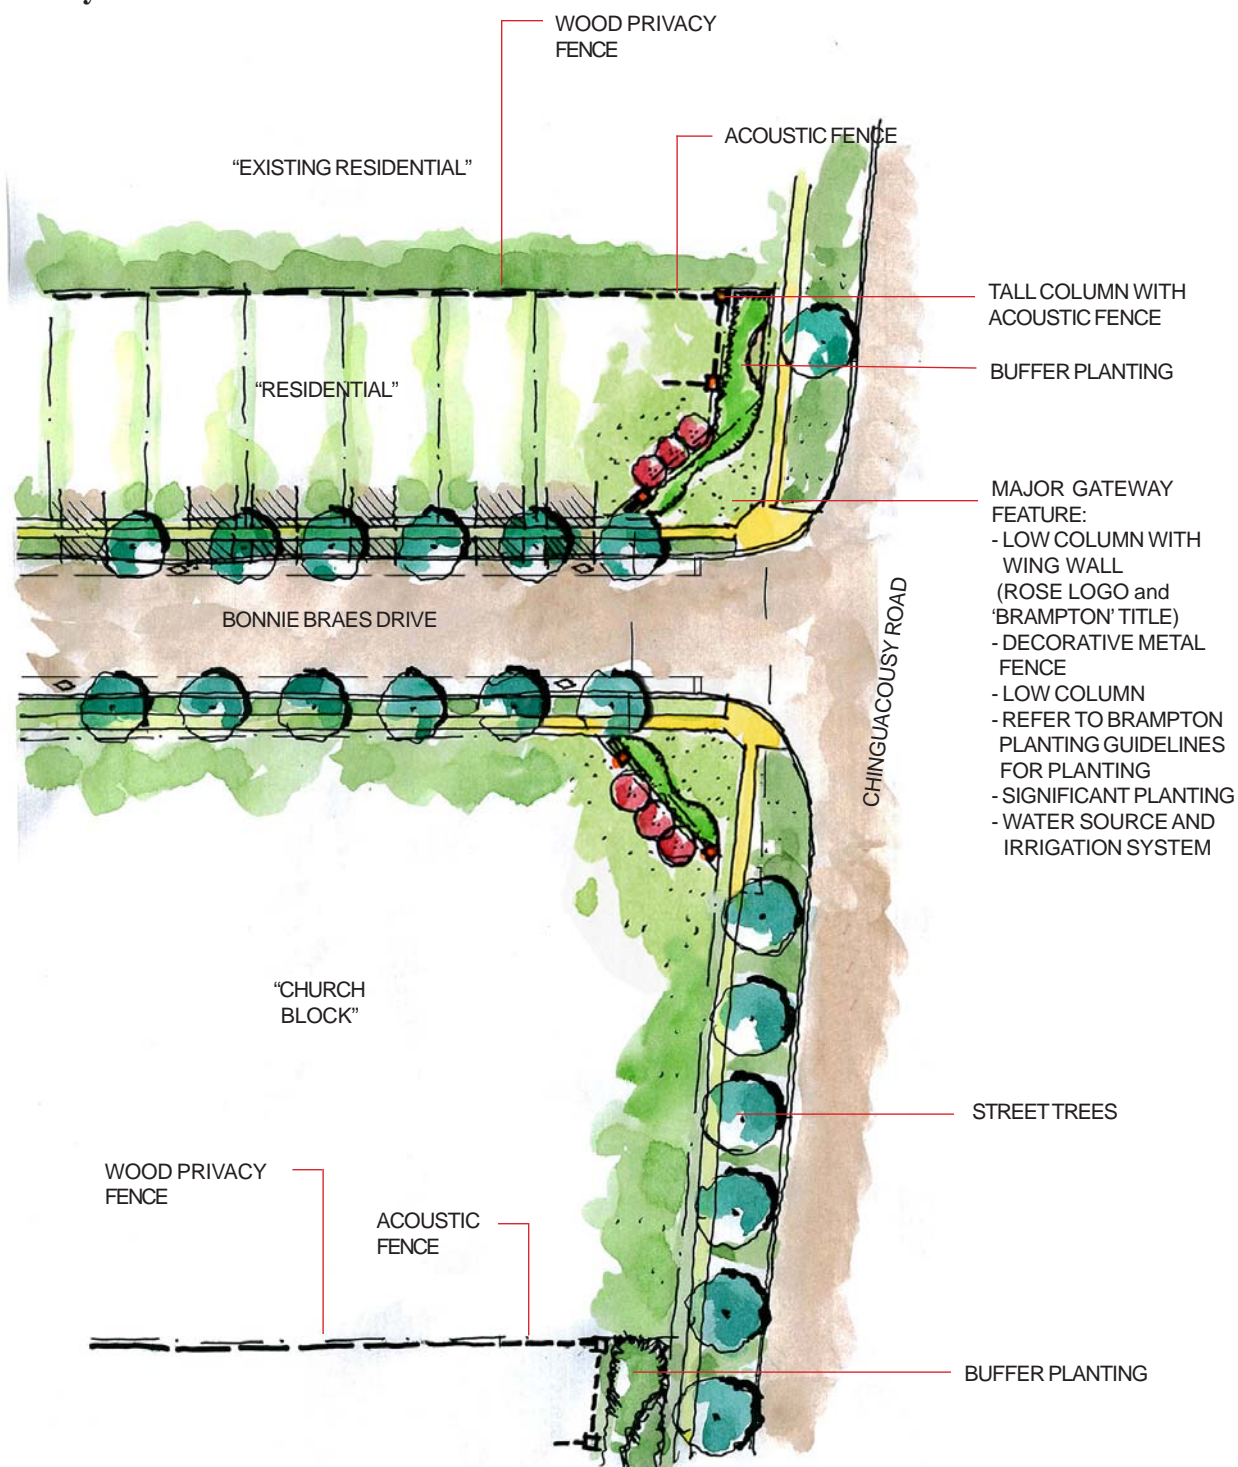 WOOD PRIVACY
FENCE
ACOUSTIC FENCE
“EXISTING RESIDENTIAL”
TALL COLUMN WITH
ACOUSTIC FENCE
BUFFER PLANTING
“RESIDENTIAL”
MAJOR GATEWAY
FEATURE:
- LOW COLUMN WITH
WING WALL
(ROSE LOGO and
‘BRAMPTON’ TITLE)
- DECORATIVE METAL
FENCE
- LOW COLUMN
- REFER TO BRAMPTON
PLANTING GUIDELINES
FOR PLANTING
- SIGNIFICANT PLANTING
- WATER SOURCE AND
IRRIGATION SYSTEM
BONNIE BRAES DRIVE
CHINGUACOUSY ROAD
“CHURCH
BLOCK”
STREET TREES
WOOD PRIVACY
FENCE
ACOUSTIC
FENCE
BUFFER PLANTING